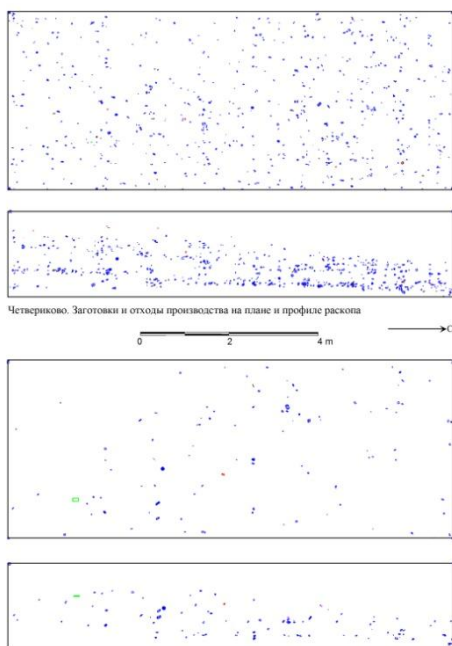 Четвериково. Заготовки и отходы производства на плане и профиле раскопа
0 2 4 m
С